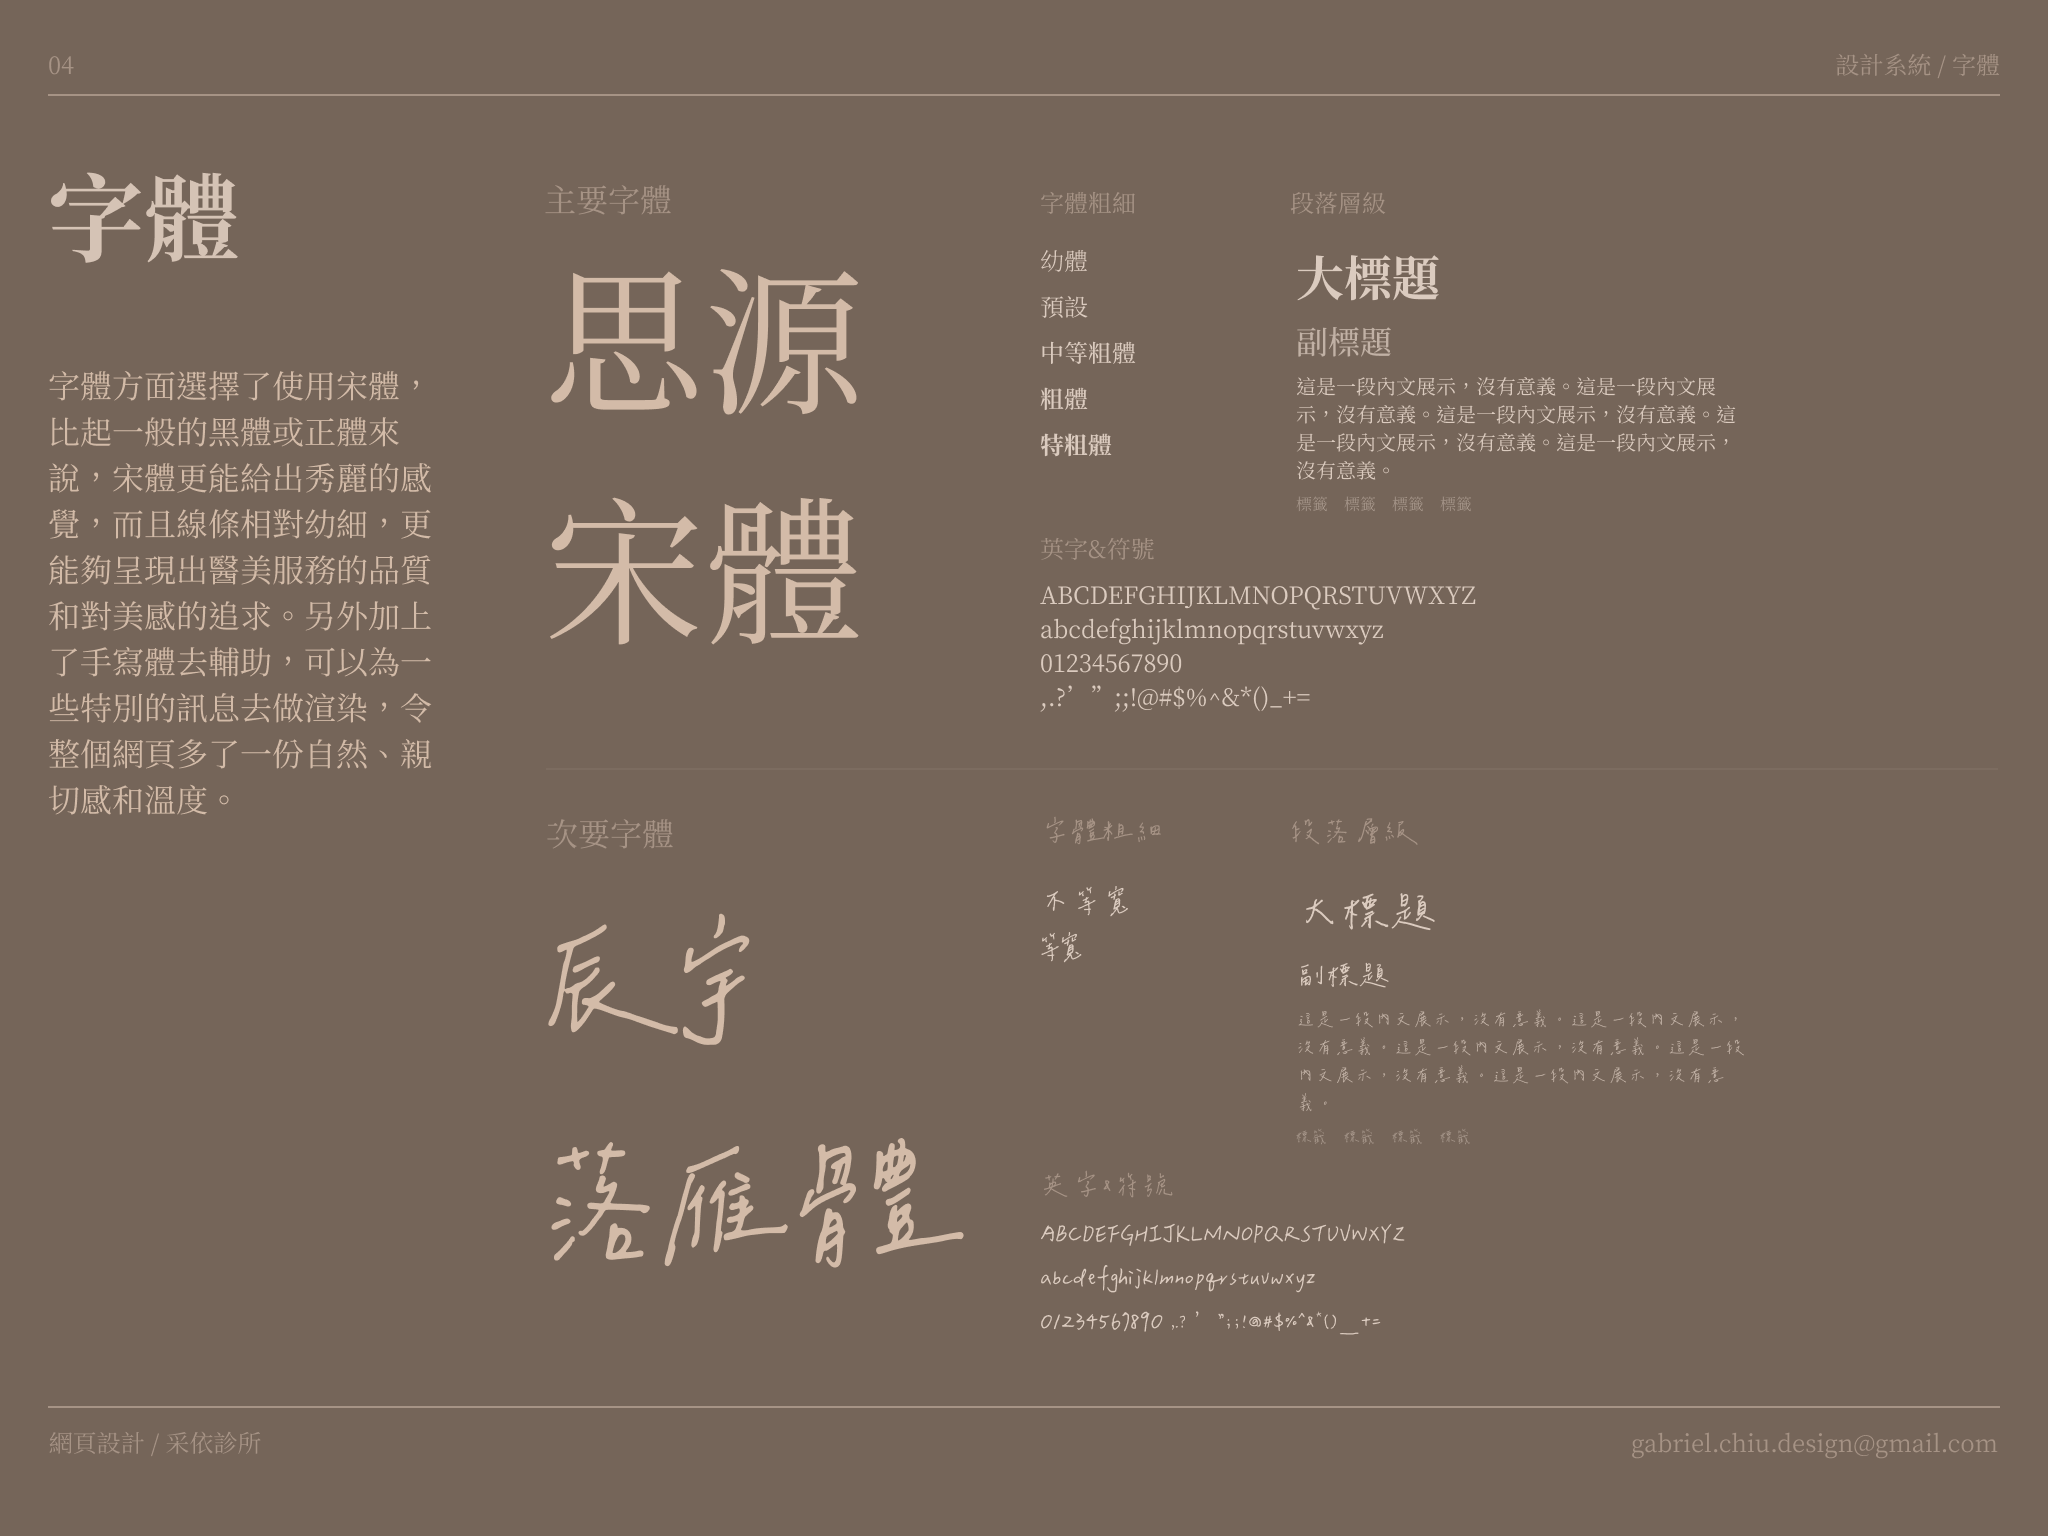 04
設計系統 / 字體
字體
字體方面選擇了使用宋體，
比起一般的黑體或正體來
說，宋體更能給出秀麗的感
覺，而且線條相對幼細，更
能夠呈現出醫美服務的品質
和對美感的追求。另外加上
了手寫體去輔助，可以為一
些特別的訊息去做渲染，令
整個網頁多了一份自然、親
切感和溫度。
主要字體
思源
宋體
字體粗細
幼體
預設
中等粗體
粗體
特粗體
段落層級
大標題
副標題
這是一段內文展示，沒有意義。這是一段內文展
示，沒有意義。這是一段內文展示，沒有意義。這
是一段內文展示，沒有意義。這是一段內文展示，
沒有意義。
標籤 標籤 標籤 標籤
英字&符號
ABCDEFGHIJKLMNOPQRSTUVWXYZ
abcdefghijklmnopqrstuvwxyz
01234567890
,.?’ ” ;;!@#$%^&*()_+=
次要字體
辰宇
落雁體
字體粗細
不等寬
等寬
段落層級
大標題
副標題
這是一段內文展示，沒有意義。這是一段內文展示，
沒有意義。這是一段內文展示，沒有意義。這是一段
內文展示，沒有意義。這是一段內文展示，沒有意
義。
標籤 標籤 標籤 標籤
英字&符號
ABCDEFGHIJKLMNOPQRSTUVWXYZ
abcdefghijklmnopqrstuvwxyz
01234567890 ,.? ’ ”;;!@#$%^&*()_+=
網頁設計 / 采依診所
gabriel.chiu.design@gmail.com